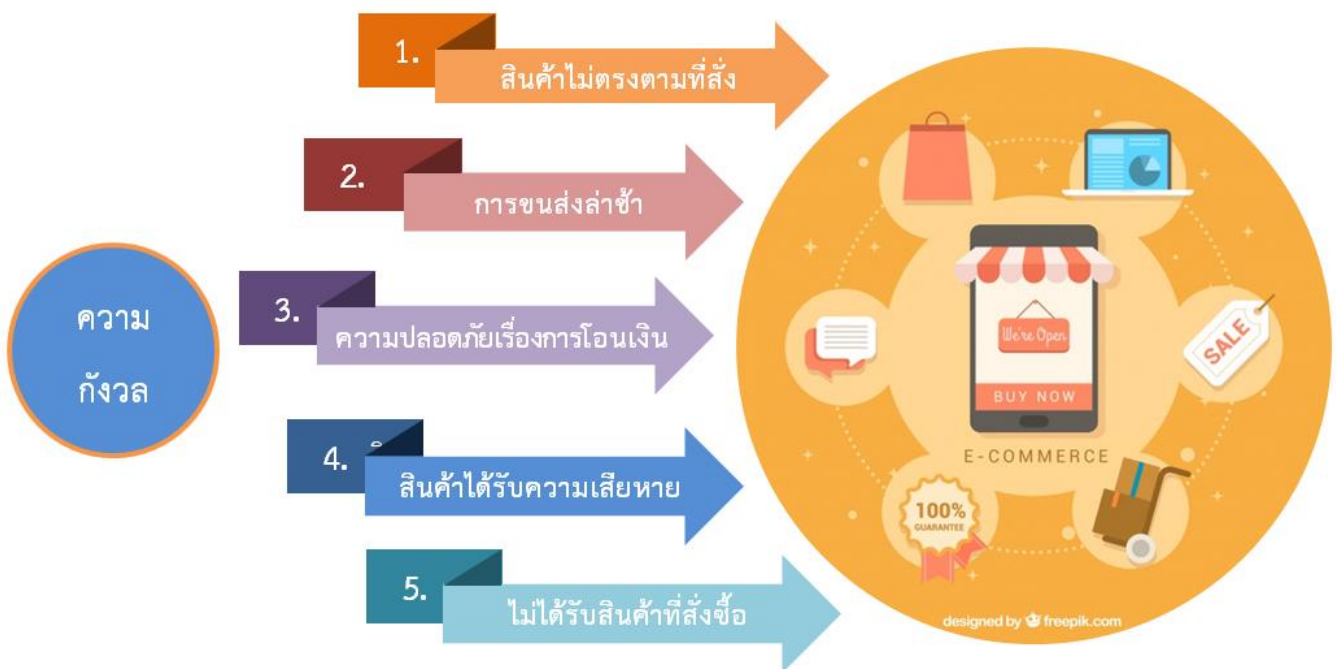 1.
สินค้าไม่ตรงตามที่สั่ง
2.
การขนส่งล่าช้า
ความ
กังวล
3.
ความปลอดภัยเรื่องการโอนเงิน
4.
สินค้าได้รับความเสียหาย
5.
ไม่ได้รับสินค้าที่สั่งซื้อ
We're Open
BUY NOW
E-COMMERCE
SALE
100%
GUARANTEE
designed by freepik.com